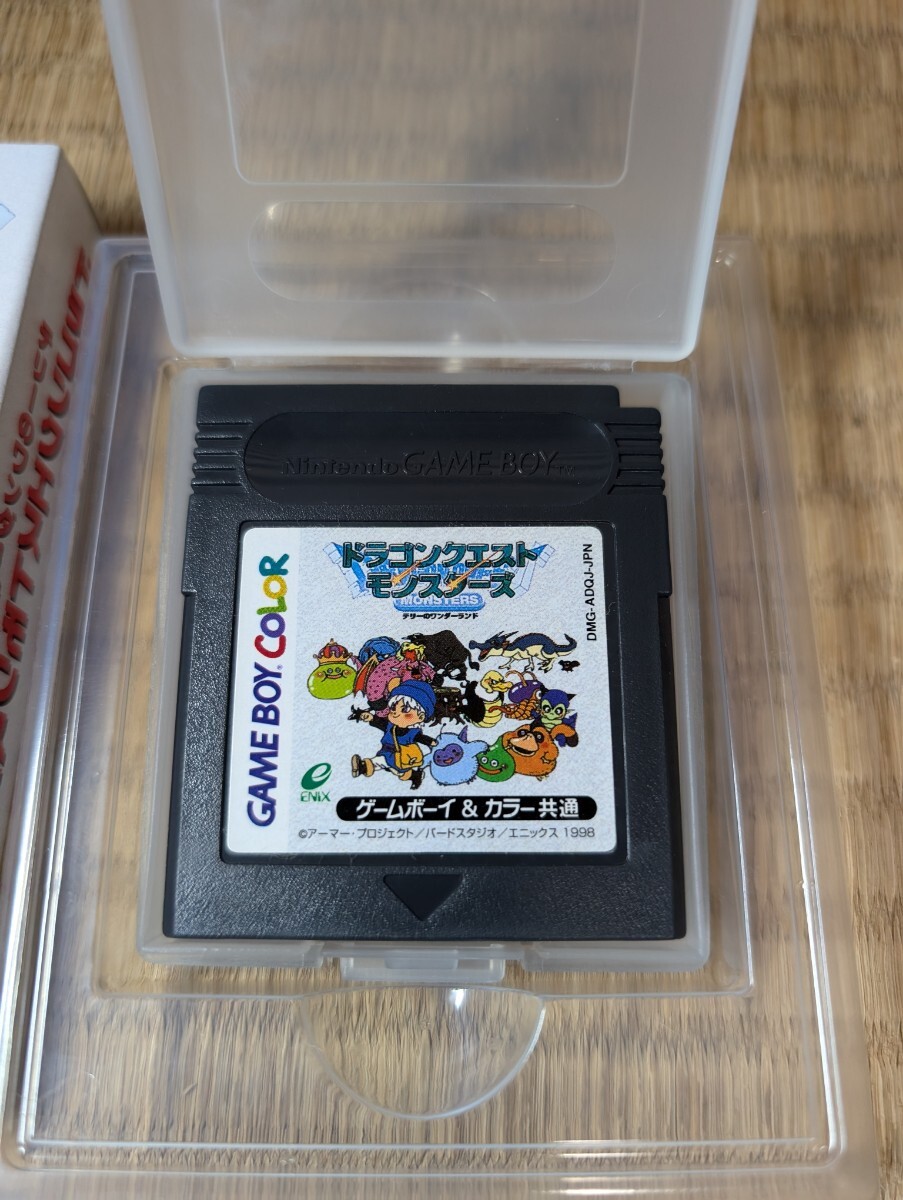 Nintendo GAME BOY TM
ドラゴンクエスト
モンスターズ
MONSTERS
テリーのワンダーランド
DMG-ADQJ-JPN
GAME BOY COLOR
ENIX
ゲームボーイ & カラー共通
©アーマー・プロジェクト/バードスタジオ/エニックス 1998